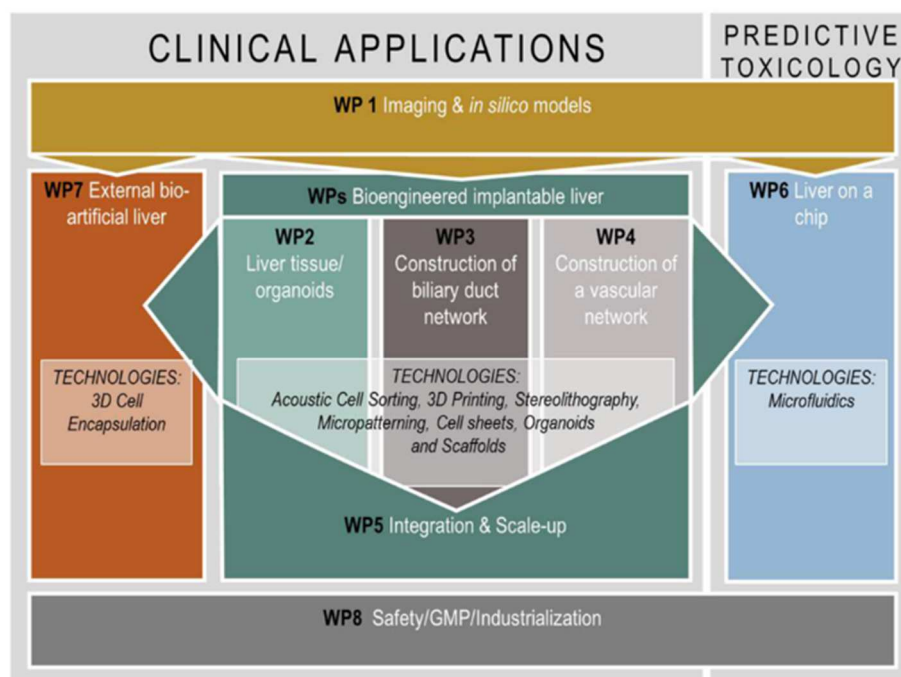 CLINICAL APPLICATIONS
PREDICTIVE
TOXICOLOGY
WP 1 Imaging & in silico models
WP7 External bio-
artificial liver
TECHNOLOGIES:
3D Cell
Encapsulation
WPs Bioengineered implantable liver
WP2
Liver tissue/
organoids
WP3
Construction of
biliary duct
network
WP4
Construction of
a vascular
network
TECHNOLOGIES:
Acoustic Cell Sorting, 3D Printing, Stereolithography,
Micropatterning, Cell sheets, Organoids
and Scaffolds
WP5 Integration & Scale-up
WP6 Liver on a
chip
TECHNOLOGIES:
Microfluidics
WP8 Safety/GMP/Industrialization